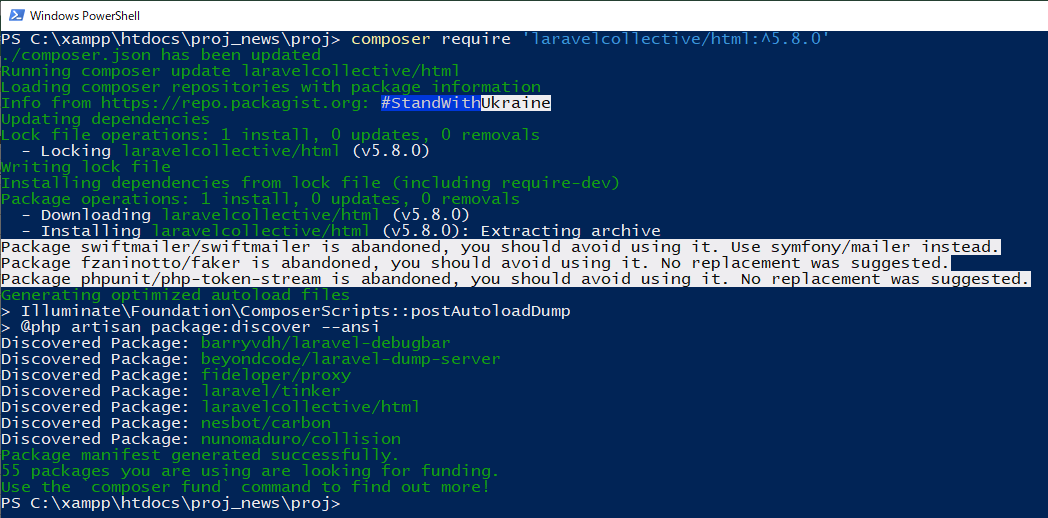 Windows PowerShell
PS C:\xampp\htdocs\proj_news\proj> composer require 'laravelcollective/html:^5.8.0'
./composer.json has been updated
Running composer update laravelcollective/html
Loading composer repositories with package information
Info from https://repo.packagist.org: #StandWithUkraine
Updating dependencies
Lock file operations: 1 install, 0 updates, 0 removals
  - Locking laravelcollective/html (v5.8.0)
Writing lock file
Installing dependencies from lock file (including require-dev)
Package operations: 1 install, 0 updates, 0 removals
  - Downloading laravelcollective/html (v5.8.0)
  - Installing laravelcollective/html (v5.8.0): Extracting archive
Package swiftmailer/swiftmailer is abandoned, you should avoid using it. Use symfony/mailer instead.
Package fzaninotto/faker is abandoned, you should avoid using it. No replacement was suggested.
Package phpunit/php-token-stream is abandoned, you should avoid using it. No replacement was suggested.
Generating optimized autoload files
> Illuminate\Foundation\ComposerScripts::postAutoloadDump
> @php artisan package:discover --ansi
Discovered Package: barryvdh/laravel-debugbar
Discovered Package: beyondcode/laravel-dump-server
Discovered Package: fideloper/proxy
Discovered Package: laravel/tinker
Discovered Package: laravelcollective/html
Discovered Package: nesbot/carbon
Discovered Package: nunomaduro/collision
Package manifest generated successfully.
55 packages you are using are looking for funding.
Use the `composer fund` command to find out more!
PS C:\xampp\htdocs\proj_news\proj>